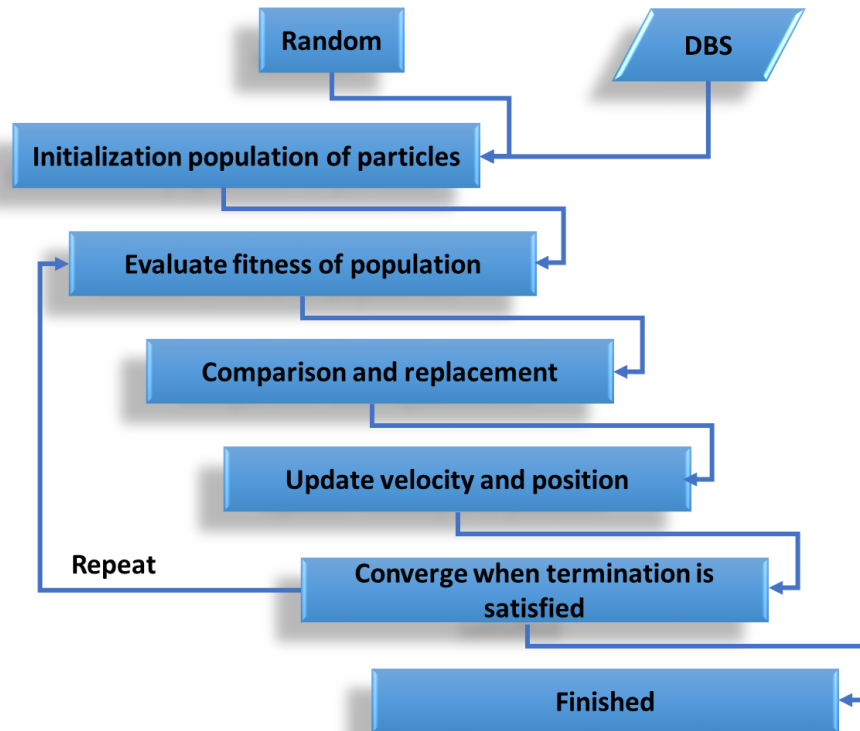 Random
DBS
Initialization population of particles
Evaluate fitness of population
Comparison and replacement
Update velocity and position
Repeat
Converge when termination is
satisfied
Finished